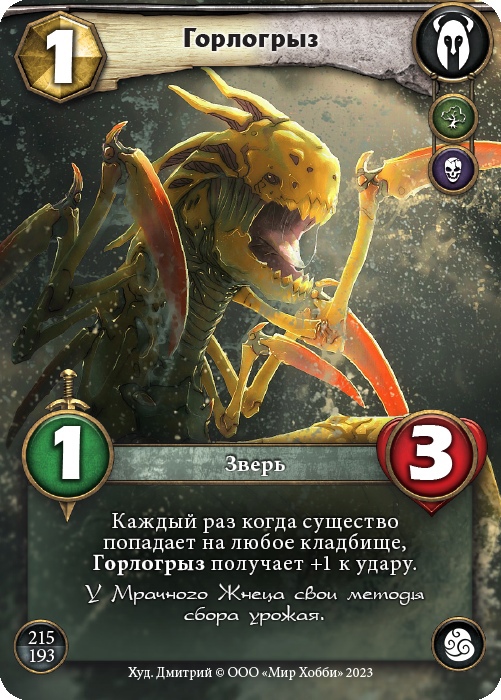 1
Горлогрыз
1
3
Зверь
Каждый раз когда существо
попадает на любое кладбище,
Горлогрыз получает +1 к удару.
У Мрачного Жнеца свои методы
сбора урожая.
215
193
Худ. Дмитрий © ООО «Мир Хобби» 2023